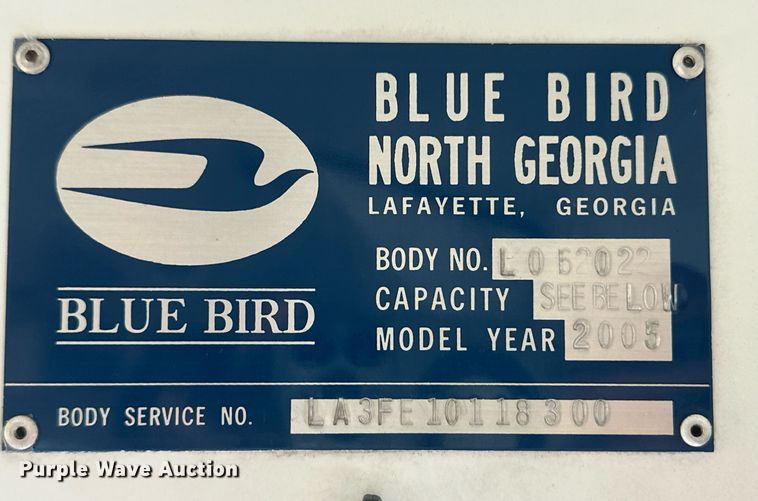 BLUE BIRD
NORTH GEORGIA
LAFAYETTE, GEORGIA
BODY NO.
CAPACITY SEE BELOW
MODEL YEAR 2005
BLUE BIRD
BODY SERVICE NO. LA3FE10118300
Purple Wave Auction